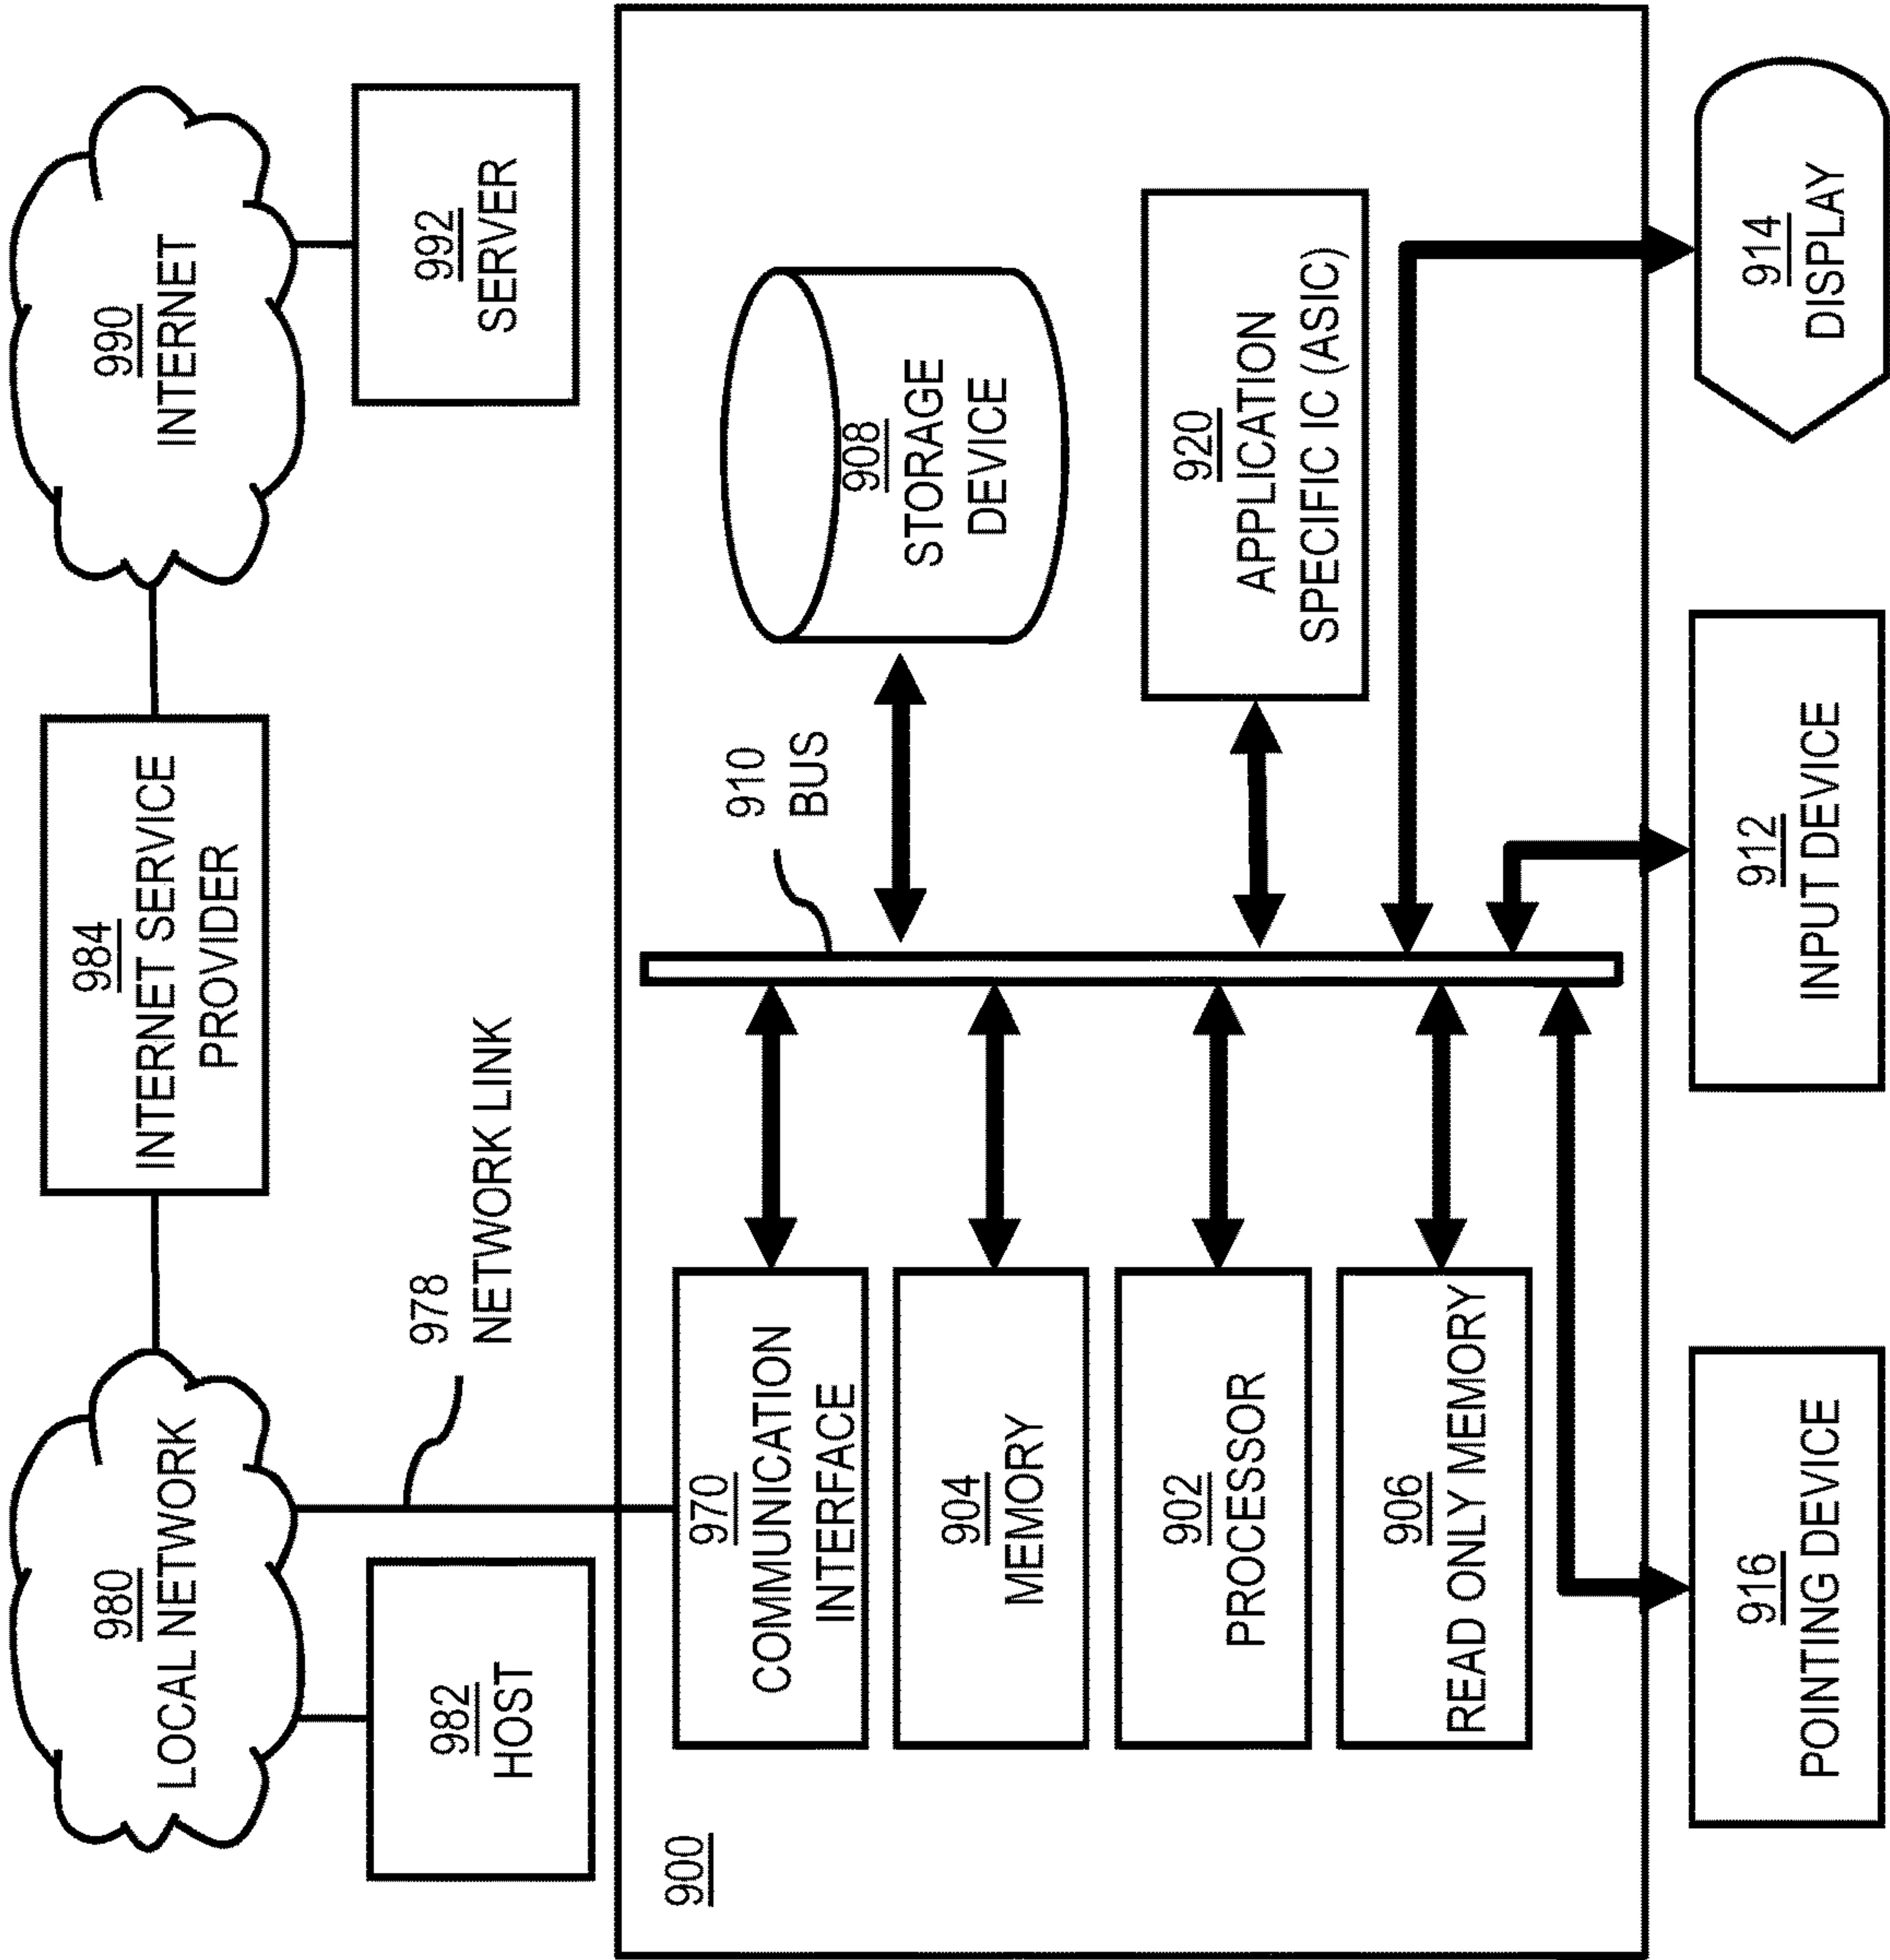 980
LOCAL NETWORK
984
INTERNET SERVICE
PROVIDER
990
INTERNET
982
HOST
978
NETWORK LINK
992
SERVER
900
970
COMMUNICATION
INTERFACE
910
BUS
908
STORAGE
DEVICE
904
MEMORY
902
PROCESSOR
920
APPLICATION
SPECIFIC IC (ASIC)
906
READ ONLY MEMORY
916
POINTING DEVICE
912
INPUT DEVICE
914
DISPLAY